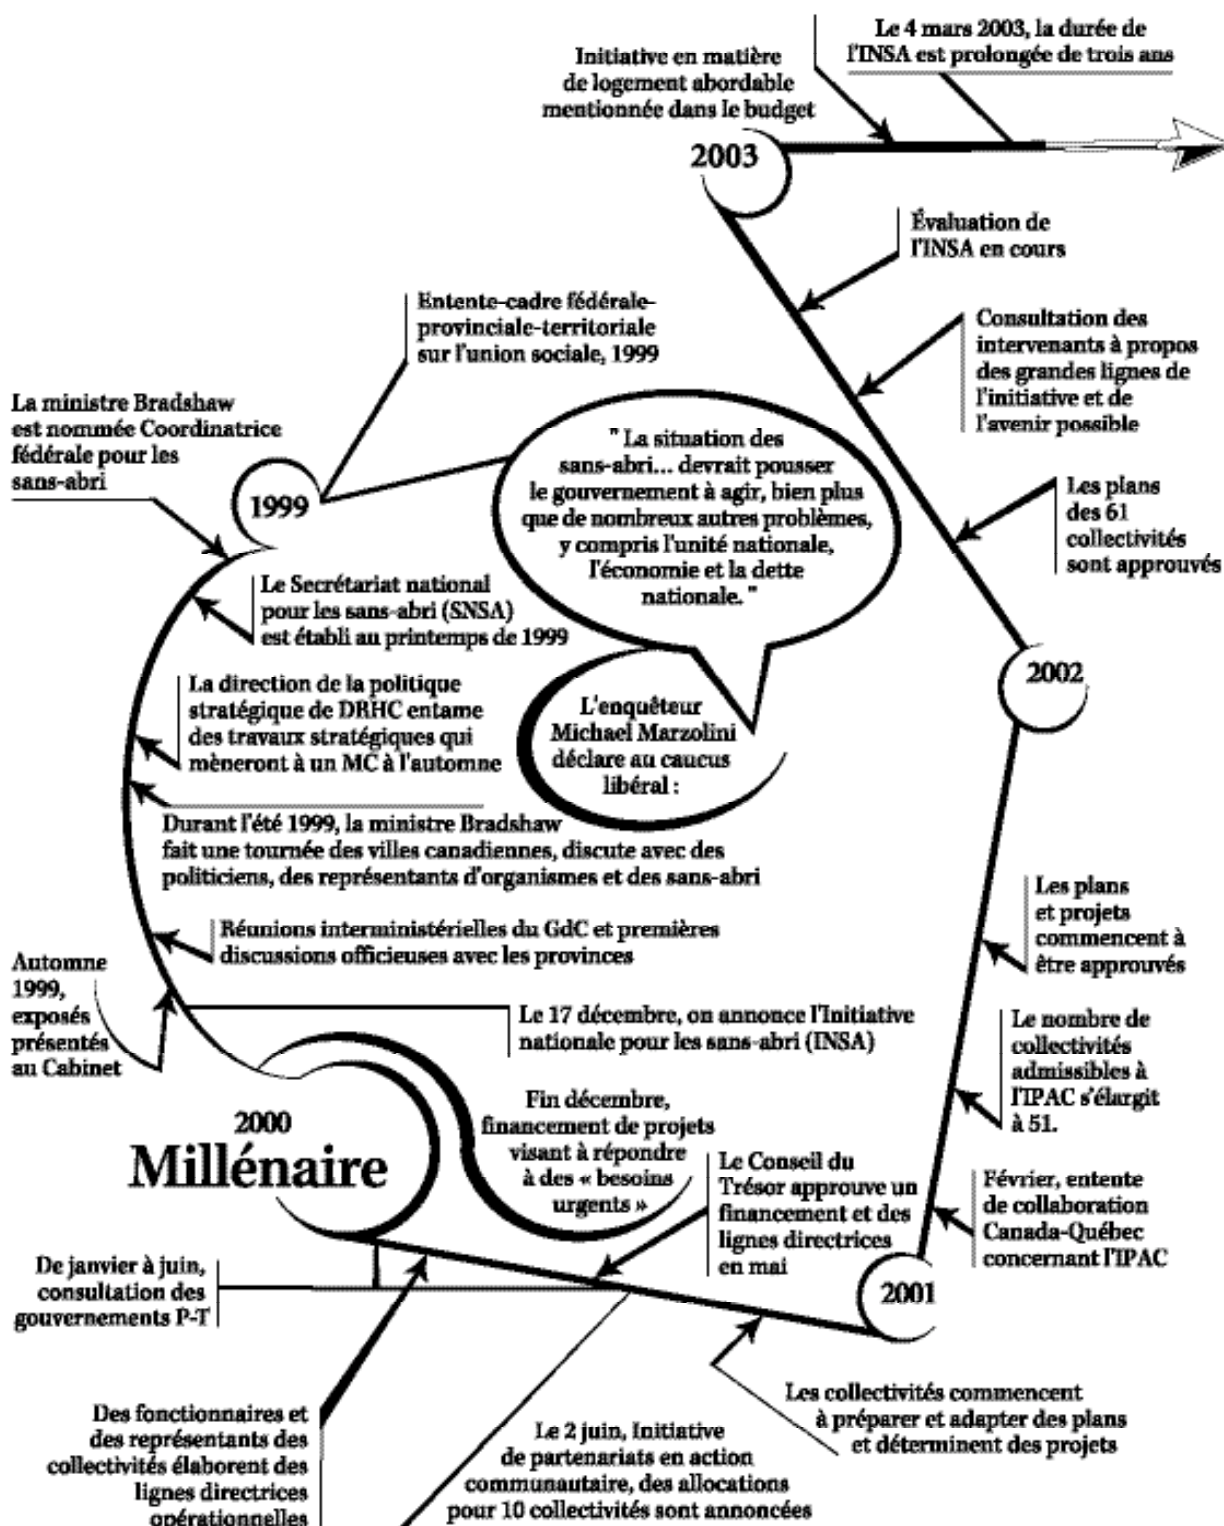 Le 4 mars 2003, la durée de
l'INSA est prolongée de trois ans
Initiative en matière
de logement abordable
mentionnée dans le budget
2003
Évaluation de
l'INSA en cours
Consultation des
intervenants à propos
des grandes lignes de
l'initiative et de
l'avenir possible
Les plans
des 61
collectivités
sont approuvés
2002
Entente-cadre fédérale-
provinciale-territoriale
sur l'union sociale, 1999
La ministre Bradshaw
est nommée Coordinatrice
fédérale pour les
sans-abri
1999
" La situation des
sans-abri... devrait pousser
le gouvernement à agir, bien plus
que de nombreux autres problèmes,
y compris l'unité nationale,
l'économie et la dette
nationale. "
L'enquêteur
Michael Marzolini
déclare au caucus
libéral :
Le Secrétariat national
pour les sans-abri (SNSA)
est établi au printemps de 1999
La direction de la politique
stratégique de DRHC entame
des travaux stratégiques qui
mèneront à un MC à l'automne
Durant l'été 1999, la ministre Bradshaw
fait une tournée des villes canadiennes, discute avec des
politiciens, des représentants d'organismes et des sans-abri
Réunions interministérielles du GdC et premières
discussions officieuses avec les provinces
Automne
1999,
exposés
présentés
au Cabinet
Le 17 décembre, on annonce l'Initiative
nationale pour les sans-abri (INSA)
2000
Millénaire
Fin décembre,
financement de projets
visant à répondre
à des « besoins
urgents »
Le Conseil du
Trésor approuve un
financement et des
lignes directrices
en mai
Les plans
et projets
commencent à
être approuvés
Le nombre de
collectivités
admissibles à
l'IPAC s'élargit
à 51.
Février, entente
de collaboration
Canada-Québec
concernant l'IPAC
2001
De janvier à juin,
consultation des
gouvernements P-T
Des fonctionnaires et
des représentants des
collectivités élaborent des
lignes directrices
opérationnelles
Le 2 juin, Initiative
de partenariats en action
communautaire, des allocations
pour 10 collectivités sont annoncées
Les collectivités commencent
à préparer et adapter des plans
et déterminent des projets